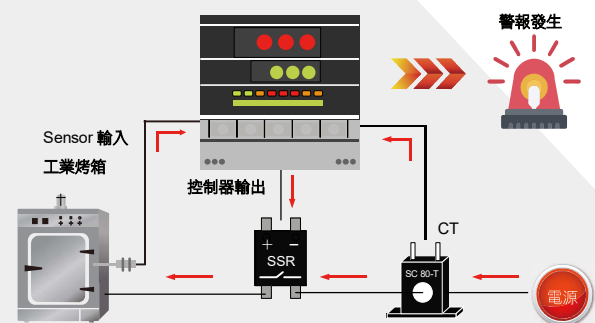 警報發生
Sensor 輸入
工業烤箱
控制器輸出
CT
+ −
SSR
SC 80-T
電源